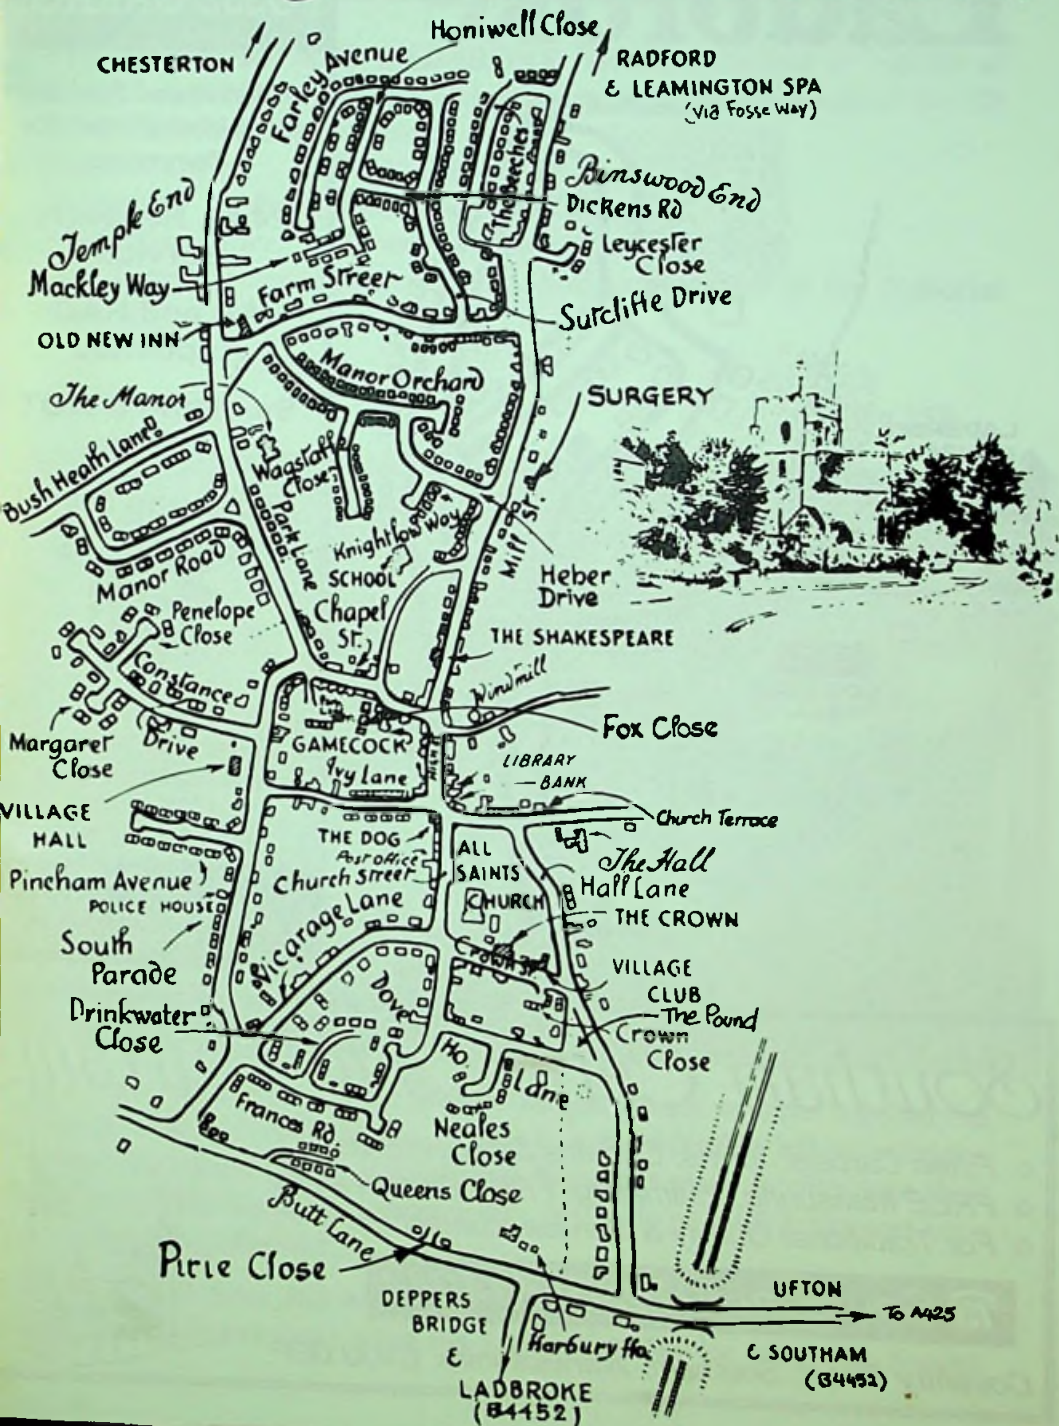 Honiwell Close
CHESTERTON
Farley Avenue
RADFORD
& LEAMINGTON SPA
(Via Fosse Way)
The Beeches
Binswood End
Dickens Rd
Temple End
Leycester
Close
Mackley Way
Farm Street
Sutcliffe Drive
OLD NEW INN
Manor Orchard
The Manor
SURGERY
Bush Heath Lane
Wagstaff
Close
Park Lane
Knightlow Way
Mill St.
Manor Road
SCHOOL
Heber
Drive
Penelope
Close
Chapel
St.
THE SHAKESPEARE
Constance
Drive
Windmill
Margaret
Close
Fox Close
GAMECOCK
Ivy Lane
HIGH ST
LIBRARY
BANK
VILLAGE
HALL
Church Terrace
THE DOG
Post Office
Church Street
ALL
SAINTS
CHURCH
The Hall
Hall Lane
Pincham Avenue
POLICE HOUSE
THE CROWN
Vicarage Lane
Crown St.
South
Parade
VILLAGE
CLUB
Dovehouse Lane
The Pound
Drinkwater
Close
Crown
Close
Frances Rd.
Neales
Close
Queens Close
Butt Lane
Pirie Close
UFTON
To A425
DEPPERS
BRIDGE
&
LADBROKE
(B4452)
Harbury Ho.
& SOUTHAM
(B4452)